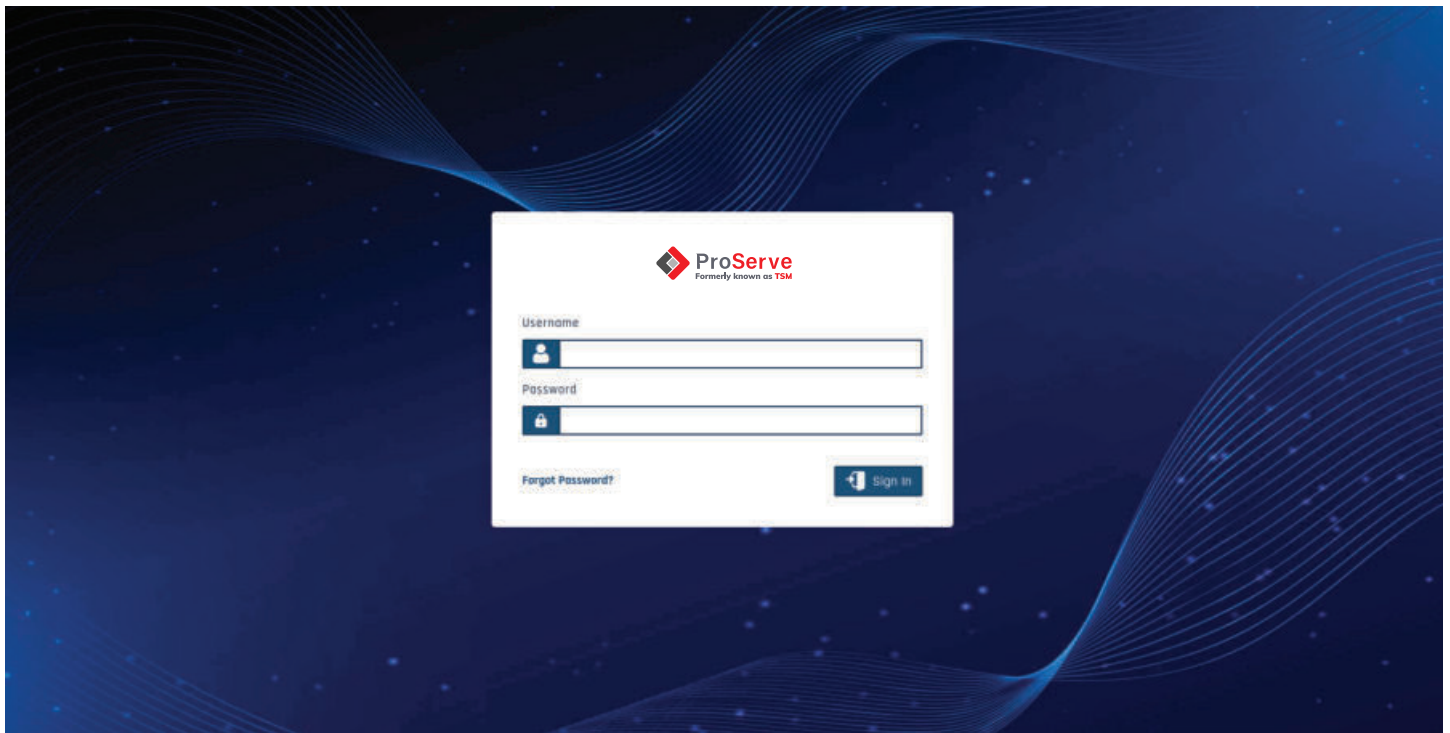 ProServe
Formerly known as TSM
Username
Password
Forgot Password?
Sign In